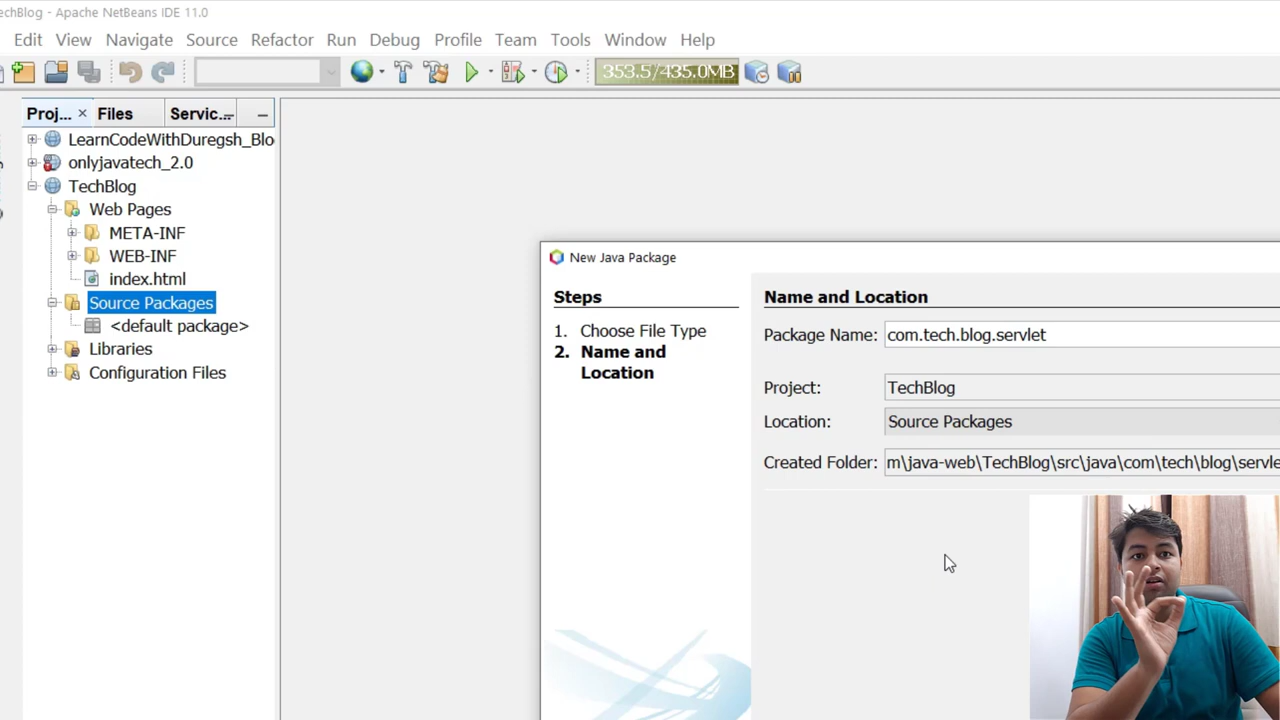 echBlog - Apache NetBeans IDE 11.0
Edit View Navigate Source Refactor Run Debug Profile Team Tools Window Help
353.5/435.0MB
Proj... Files Servic...
LearnCodeWithDuregsh_Blo
onlyjavatech_2.0
TechBlog
Web Pages
META-INF
WEB-INF
index.html
Source Packages
<default package>
Libraries
Configuration Files
New Java Package
Steps
1. Choose File Type
2. Name and
Location
Name and Location
Package Name: com.tech.blog.servlet
Project: TechBlog
Location: Source Packages
Created Folder: m\java-web\TechBlog\src\java\com\tech\blog\servle